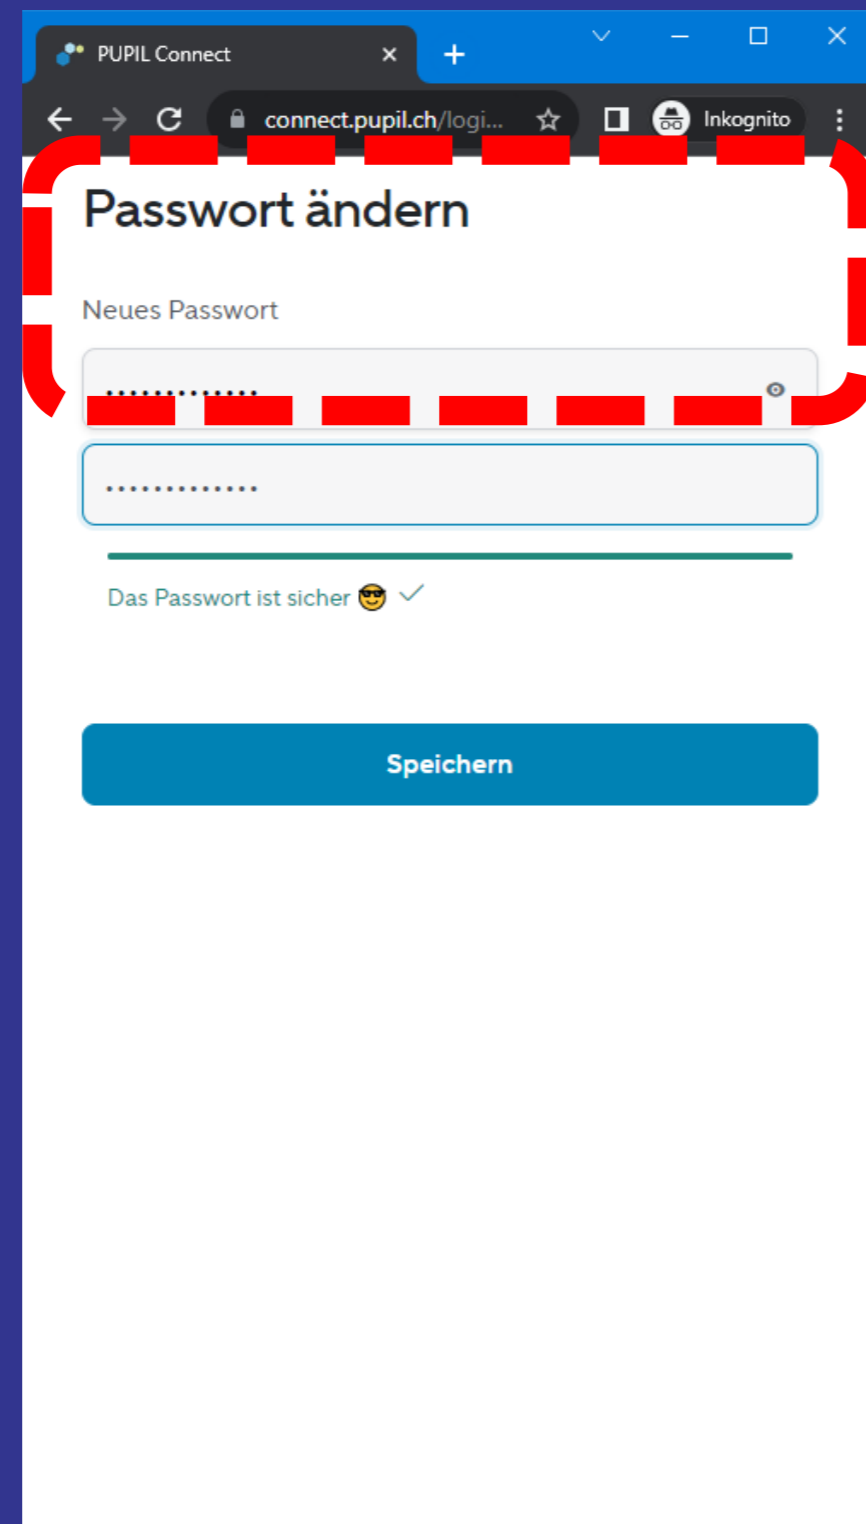 PUPIL Connect
connect.pupil.ch/logi... Inkognito
Passwort ändern
Neues Passwort
•••••••••••••
•••••••••••••
Das Passwort ist sicher 😎 ✓
Speichern